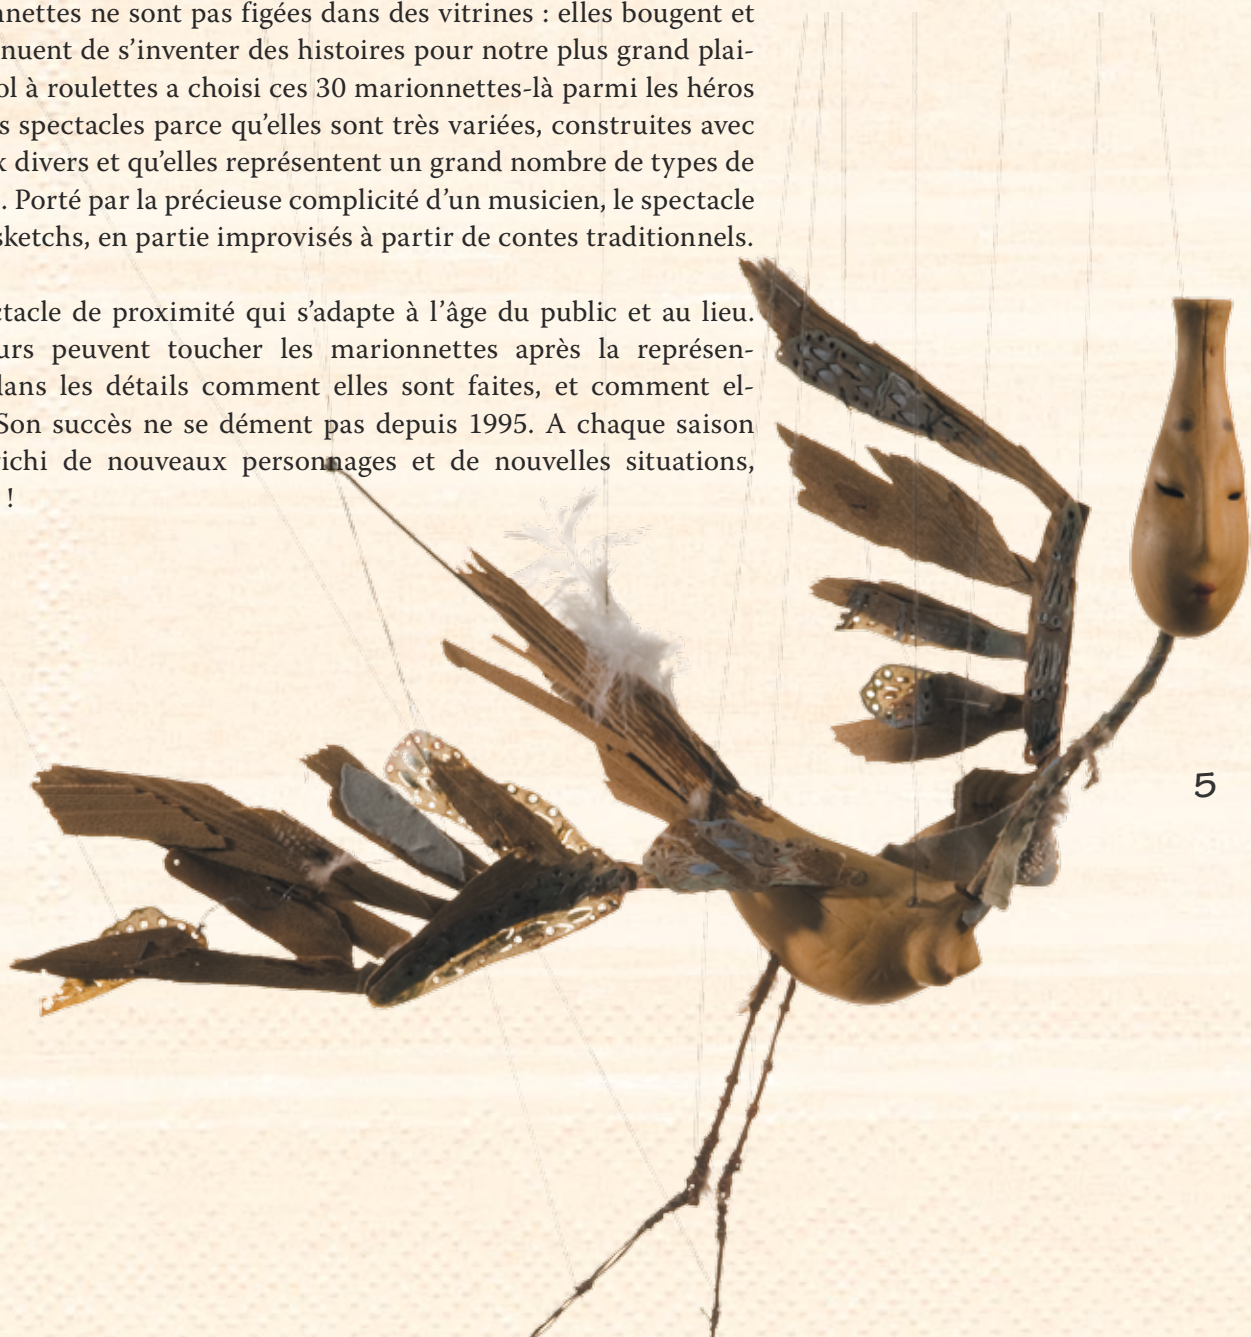 nnettes ne sont pas figées dans des vitrines : elles bougent et
nuent de s’inventer des histoires pour notre plus grand plai-
ol à roulettes a choisi ces 30 marionnettes-là parmi les héros
s spectacles parce qu’elles sont très variées, construites avec
x divers et qu’elles représentent un grand nombre de types de
. Porté par la précieuse complicité d’un musicien, le spectacle
sketchs, en partie improvisés à partir de contes traditionnels.
ctacle de proximité qui s’adapte à l’âge du public et au lieu.
urs peuvent toucher les marionnettes après la représen-
dans les détails comment elles sont faites, et comment el-
Son succès ne se dément pas depuis 1995. A chaque saison
richi de nouveaux personnages et de nouvelles situations,
!
5